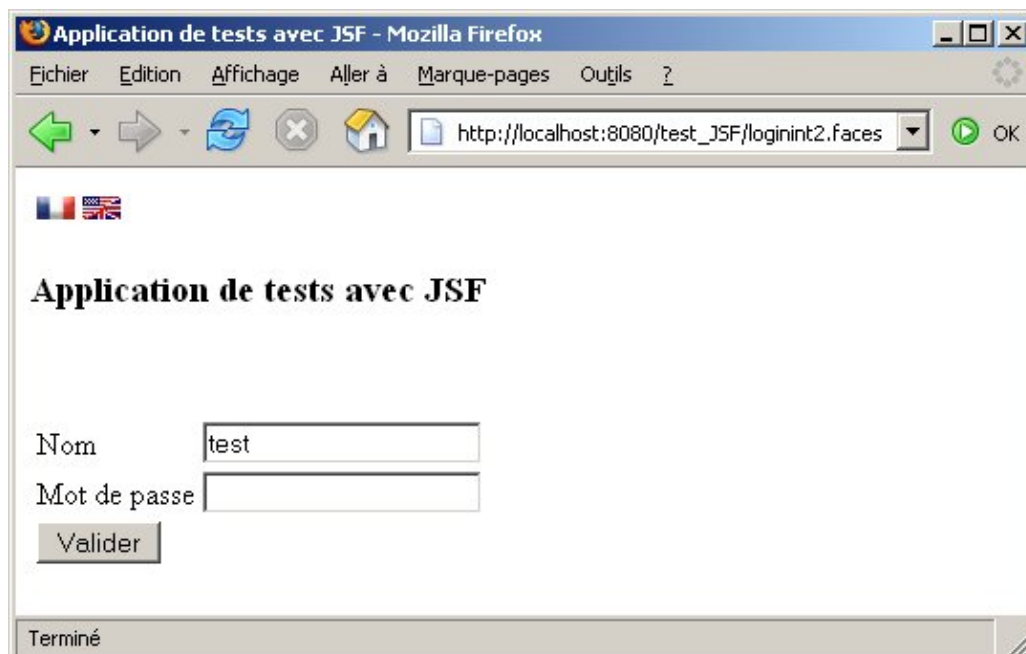 Application de tests avec JSF - Mozilla Firefox
Fichier Edition Affichage Aller à Marque-pages Outils ?
http://localhost:8080/test_JSF/loginint2.faces OK
Application de tests avec JSF
Nom test
Mot de passe
Valider
Terminé